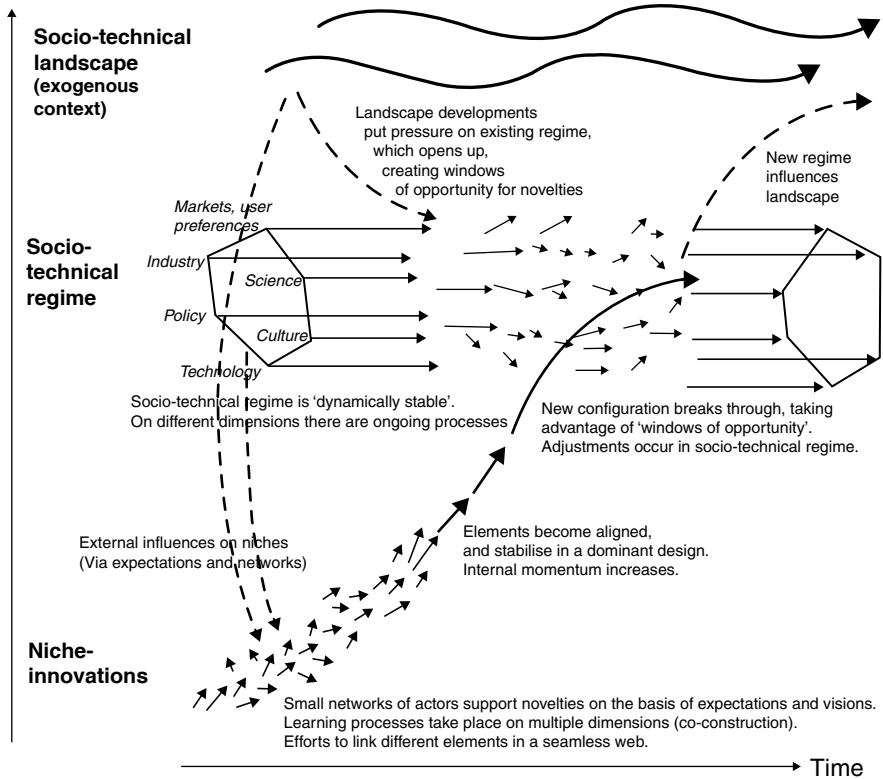 Socio-technical
landscape
(exogenous
context)
Landscape developments
put pressure on existing regime,
which opens up,
creating windows
of opportunity for novelties
New regime
influences
landscape
Markets, user
preferences
Socio-
technical
regime
Industry
Science
Policy
Culture
Technology
Socio-technical regime is ‘dynamically stable’.
On different dimensions there are ongoing processes
New configuration breaks through, taking
advantage of ‘windows of opportunity’.
Adjustments occur in socio-technical regime.
External influences on niches
(Via expectations and networks)
Elements become aligned,
and stabilise in a dominant design.
Internal momentum increases.
Niche-
innovations
Small networks of actors support novelties on the basis of expectations and visions.
Learning processes take place on multiple dimensions (co-construction).
Efforts to link different elements in a seamless web.
Time